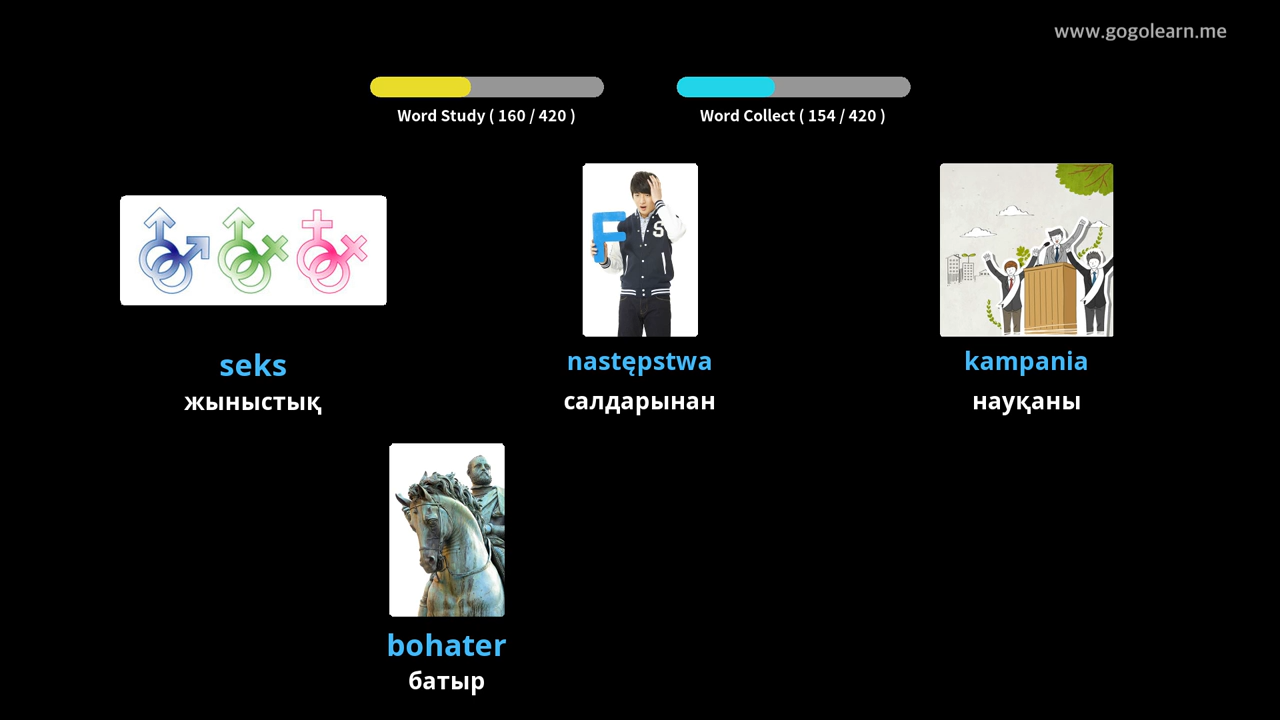 www.gogolearn.me
Word Study ( 160 / 420 )
Word Collect ( 154 / 420 )
F
S
seks
жыныстық
następstwa
салдарынан
kampania
науқаны
bohater
батыр